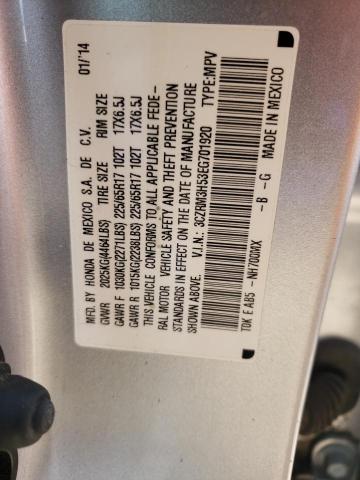 MFD. BY HONDA DE MEXICO S.A. DE C.V. 01/'14
GVWR 2025KG(4464LBS) TIRE SIZE RIM SIZE
GAWR F 1030KG(2271LBS) 225/65R17 102T 17X6.5J
GAWR R 1015KG(2238LBS) 225/65R17 102T 17X6.5J
THIS VEHICLE CONFORMS TO ALL APPLICABLE FEDE-
RAL MOTOR VEHICLE SAFETY AND THEFT PREVENTION
STANDARDS IN EFFECT ON THE DATE OF MANUFACTURE
SHOWN ABOVE. V.I.N.: 3CZRM3H53EG701920 TYPE:MPV
T0K E AB5 -NH700MX -B -G MADE IN MEXICO